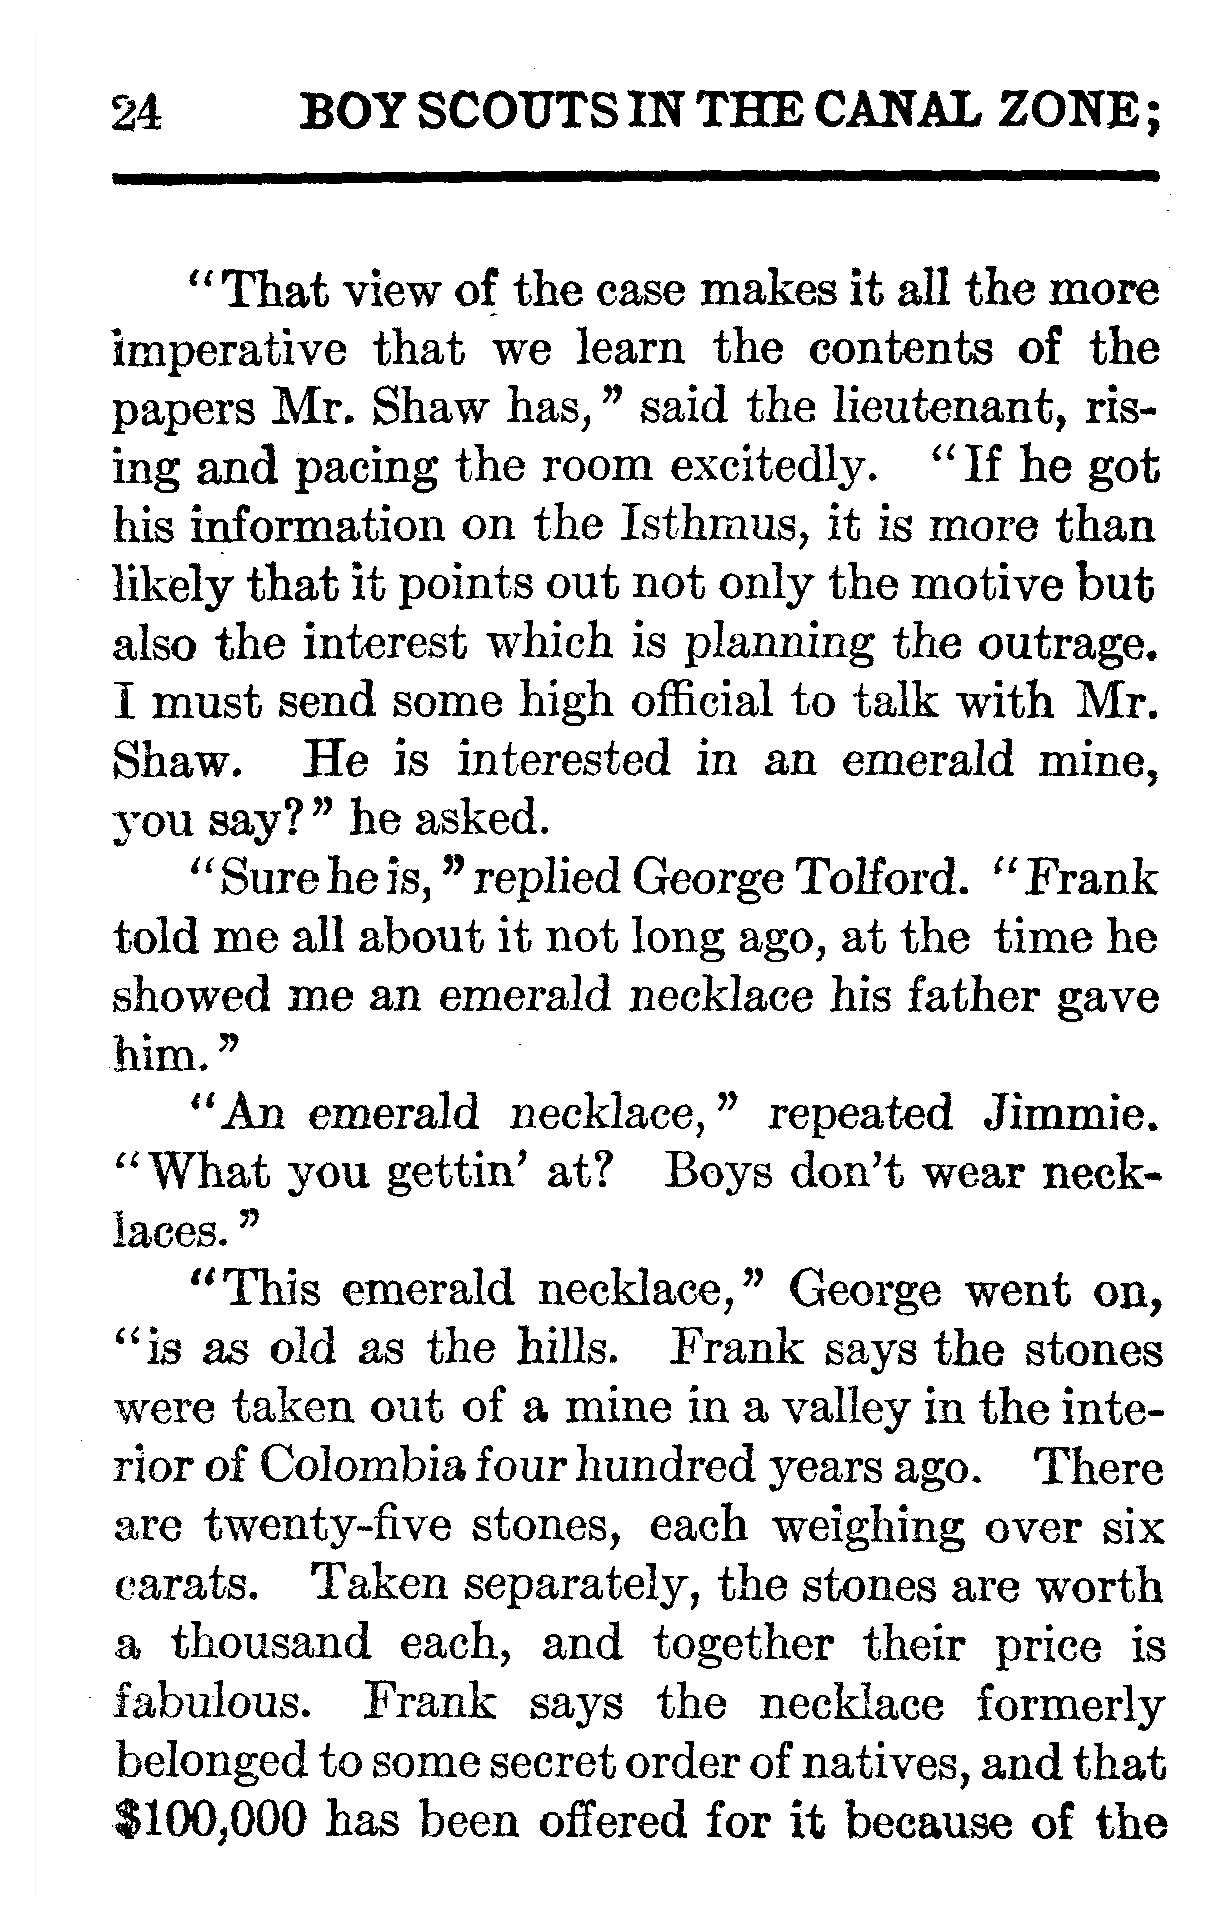 24 BOY SCOUTS IN THE CANAL ZONE;
"That view of the case makes it all the more
imperative that we learn the contents of the
papers Mr. Shaw has," said the lieutenant, ris-
ing and pacing the room excitedly. "If he got
his information on the Isthmus, it is more than
likely that it points out not only the motive but
also the interest which is planning the outrage.
I must send some high official to talk with Mr.
Shaw. He is interested in an emerald mine,
you say?" he asked.
"Sure he is," replied George Tolford. "Frank
told me all about it not long ago, at the time he
showed me an emerald necklace his father gave
him."
"An emerald necklace," repeated Jimmie.
"What you gettin' at? Boys don't wear neck-
laces."
"This emerald necklace," George went on,
"is as old as the hills. Frank says the stones
were taken out of a mine in a valley in the inte-
rior of Colombia four hundred years ago. There
are twenty-five stones, each weighing over six
carats. Taken separately, the stones are worth
a thousand each, and together their price is
fabulous. Frank says the necklace formerly
belonged to some secret order of natives, and that
$100,000 has been offered for it because of the